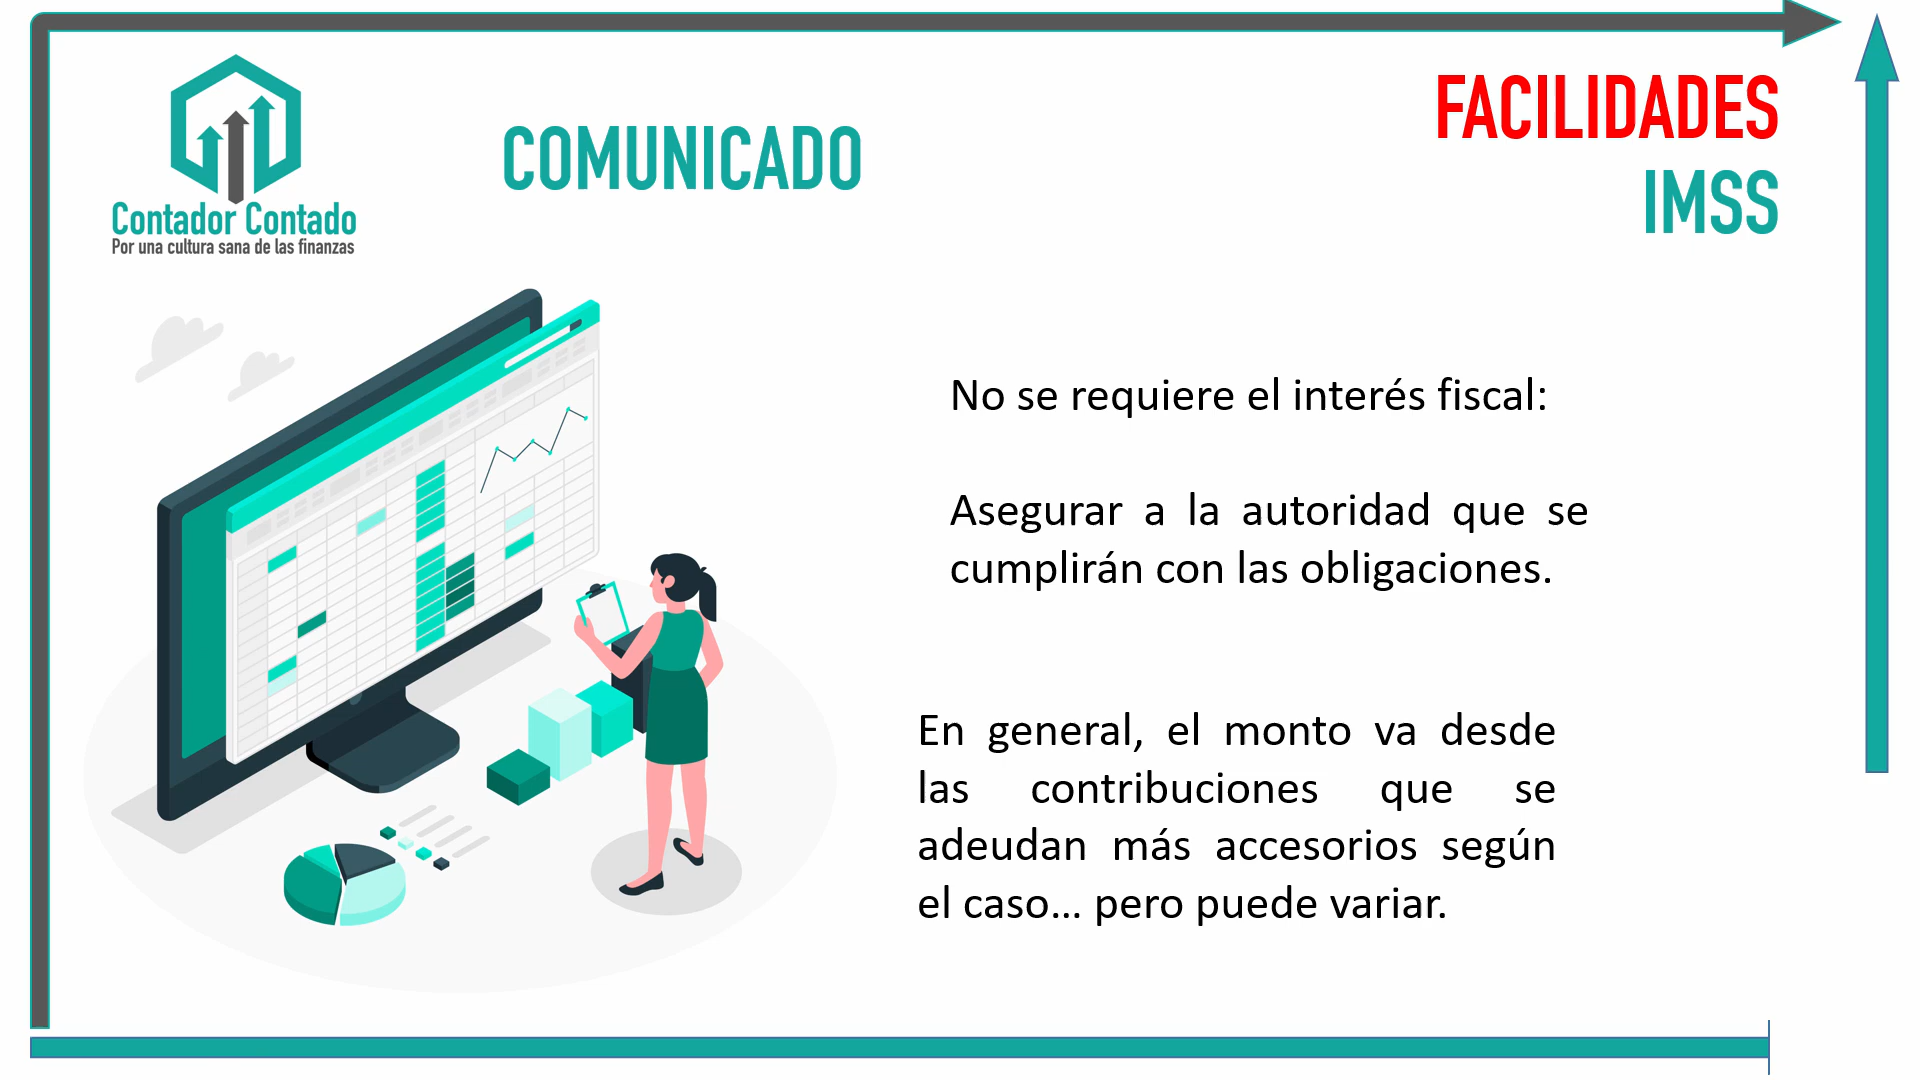 Contador Contado
Por una cultura sana de las finanzas
COMUNICADO
FACILIDADES
IMSS
No se requiere el interés fiscal:
Asegurar a la autoridad que se
cumplirán con las obligaciones.
En general, el monto va desde
las contribuciones que se
adeudan más accesorios según
el caso... pero puede variar.